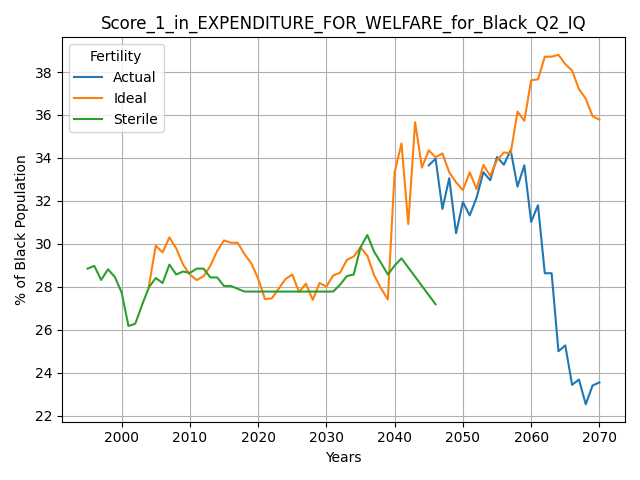 Score_1_in_EXPENDITURE_FOR_WELFARE_for_Black_Q2_IQ
Fertility
Actual
Ideal
Sterile
% of Black Population
38
36
34
32
30
28
26
24
22
2000 2010 2020 2030 2040 2050 2060 2070
Years